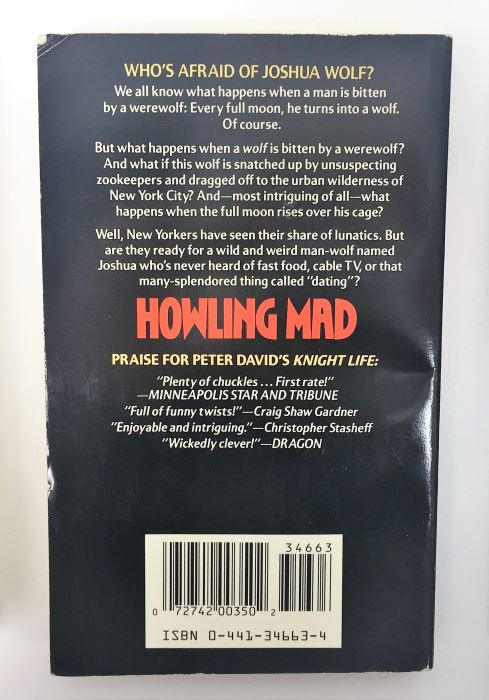 WHO'S AFRAID OF JOSHUA WOLF?
We all know what happens when a man is bitten
by a werewolf: Every full moon, he turns into a wolf.
Of course.
But what happens when a wolf is bitten by a werewolf?
And what if this wolf is snatched up by unsuspecting
zookeepers and dragged off to the urban wilderness of
New York City? And—most intriguing of all—what
happens when the full moon rises over his cage?
Well, New Yorkers have seen their share of lunatics. But
are they ready for a wild and weird man-wolf named
Joshua who's never heard of fast food, cable TV, or that
many-splendored thing called "dating"?
HOWLING MAD
PRAISE FOR PETER DAVID'S KNIGHT LIFE:
"Plenty of chuckles ... First rate!"
—MINNEAPOLIS STAR AND TRIBUNE
"Full of funny twists!"—Craig Shaw Gardner
"Enjoyable and intriguing."—Christopher Stasheff
"Wickedly clever!"—DRAGON
34663
0 72742 00350 2
ISBN 0-441-34663-4